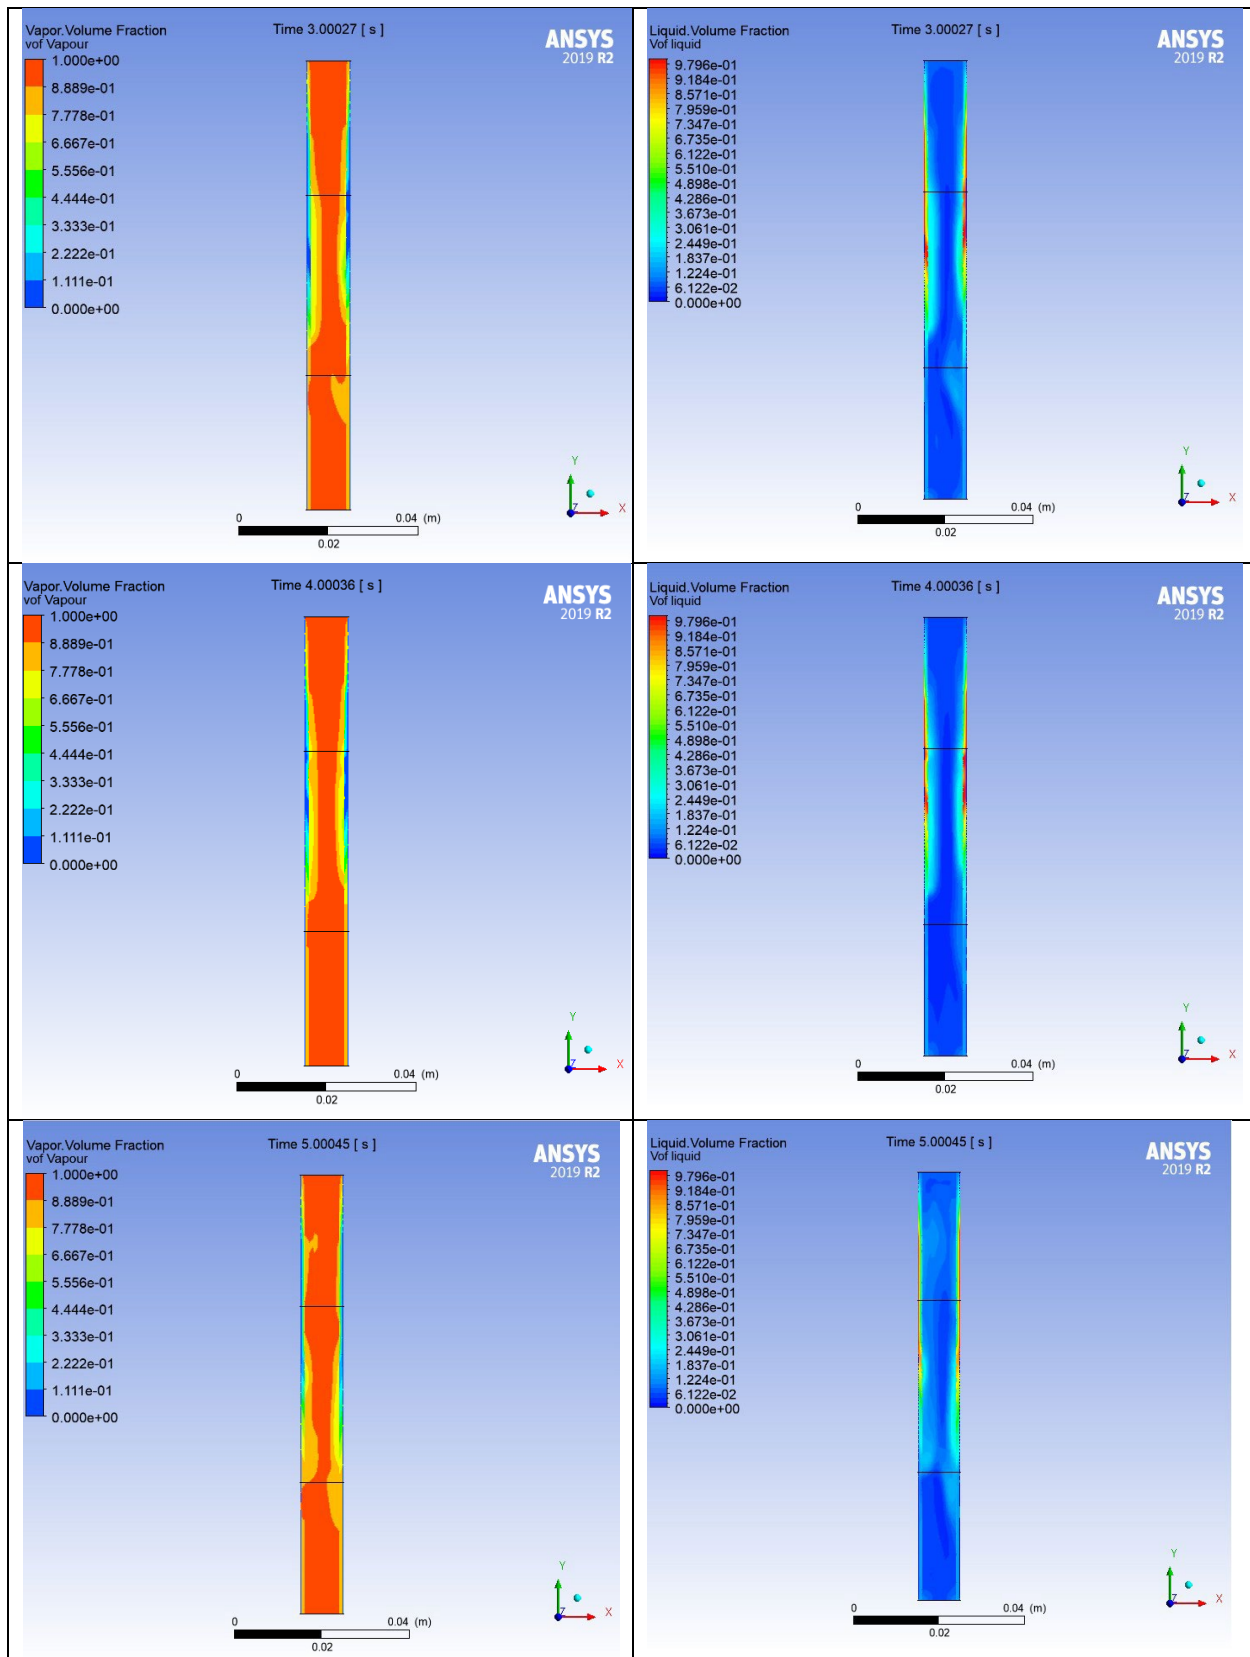 Vapor.Volume Fraction
vof Vapour
Time 3.00027 [ s ]
ANSYS
2019 R2
1.000e+00
8.889e-01
7.778e-01
6.667e-01
5.556e-01
4.444e-01
3.333e-01
2.222e-01
1.111e-01
0.000e+00
Y
Z
X
0
0.04 (m)
0.02
Liquid.Volume Fraction
Vof liquid
Time 3.00027 [ s ]
ANSYS
2019 R2
9.796e-01
9.184e-01
8.571e-01
7.959e-01
7.347e-01
6.735e-01
6.122e-01
5.510e-01
4.898e-01
4.286e-01
3.673e-01
3.061e-01
2.449e-01
1.837e-01
1.224e-01
6.122e-02
0.000e+00
Y
Z
X
0
0.04 (m)
0.02
Vapor.Volume Fraction
vof Vapour
Time 4.00036 [ s ]
ANSYS
2019 R2
1.000e+00
8.889e-01
7.778e-01
6.667e-01
5.556e-01
4.444e-01
3.333e-01
2.222e-01
1.111e-01
0.000e+00
Y
Z
X
0
0.04 (m)
0.02
Liquid.Volume Fraction
Vof liquid
Time 4.00036 [ s ]
ANSYS
2019 R2
9.796e-01
9.184e-01
8.571e-01
7.959e-01
7.347e-01
6.735e-01
6.122e-01
5.510e-01
4.898e-01
4.286e-01
3.673e-01
3.061e-01
2.449e-01
1.837e-01
1.224e-01
6.122e-02
0.000e+00
Y
Z
X
0
0.04 (m)
0.02
Vapor.Volume Fraction
vof Vapour
Time 5.00045 [ s ]
ANSYS
2019 R2
1.000e+00
8.889e-01
7.778e-01
6.667e-01
5.556e-01
4.444e-01
3.333e-01
2.222e-01
1.111e-01
0.000e+00
Y
Z
X
0
0.04 (m)
0.02
Liquid.Volume Fraction
Vof liquid
Time 5.00045 [ s ]
ANSYS
2019 R2
9.796e-01
9.184e-01
8.571e-01
7.959e-01
7.347e-01
6.735e-01
6.122e-01
5.510e-01
4.898e-01
4.286e-01
3.673e-01
3.061e-01
2.449e-01
1.837e-01
1.224e-01
6.122e-02
0.000e+00
Y
Z
X
0
0.04 (m)
0.02